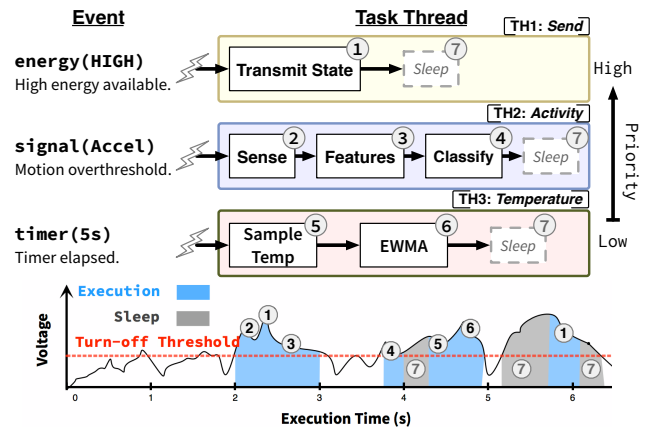 Event
Task Thread
TH1: Send
energy(HIGH)
High energy available.
Transmit State
1
Sleep
7
High
TH2: Activity
signal(Accel)
Motion overthreshold.
Sense
2
Features
3
Classify
4
Sleep
7
Priority
TH3: Temperature
timer(5s)
Timer elapsed.
Sample
Temp
5
EWMA
6
Sleep
7
Low
Execution
Sleep
Turn-off Threshold
Voltage
2
1
3
4
7
5
6
7
1
7
0
1
2
3
4
5
6
Execution Time (s)